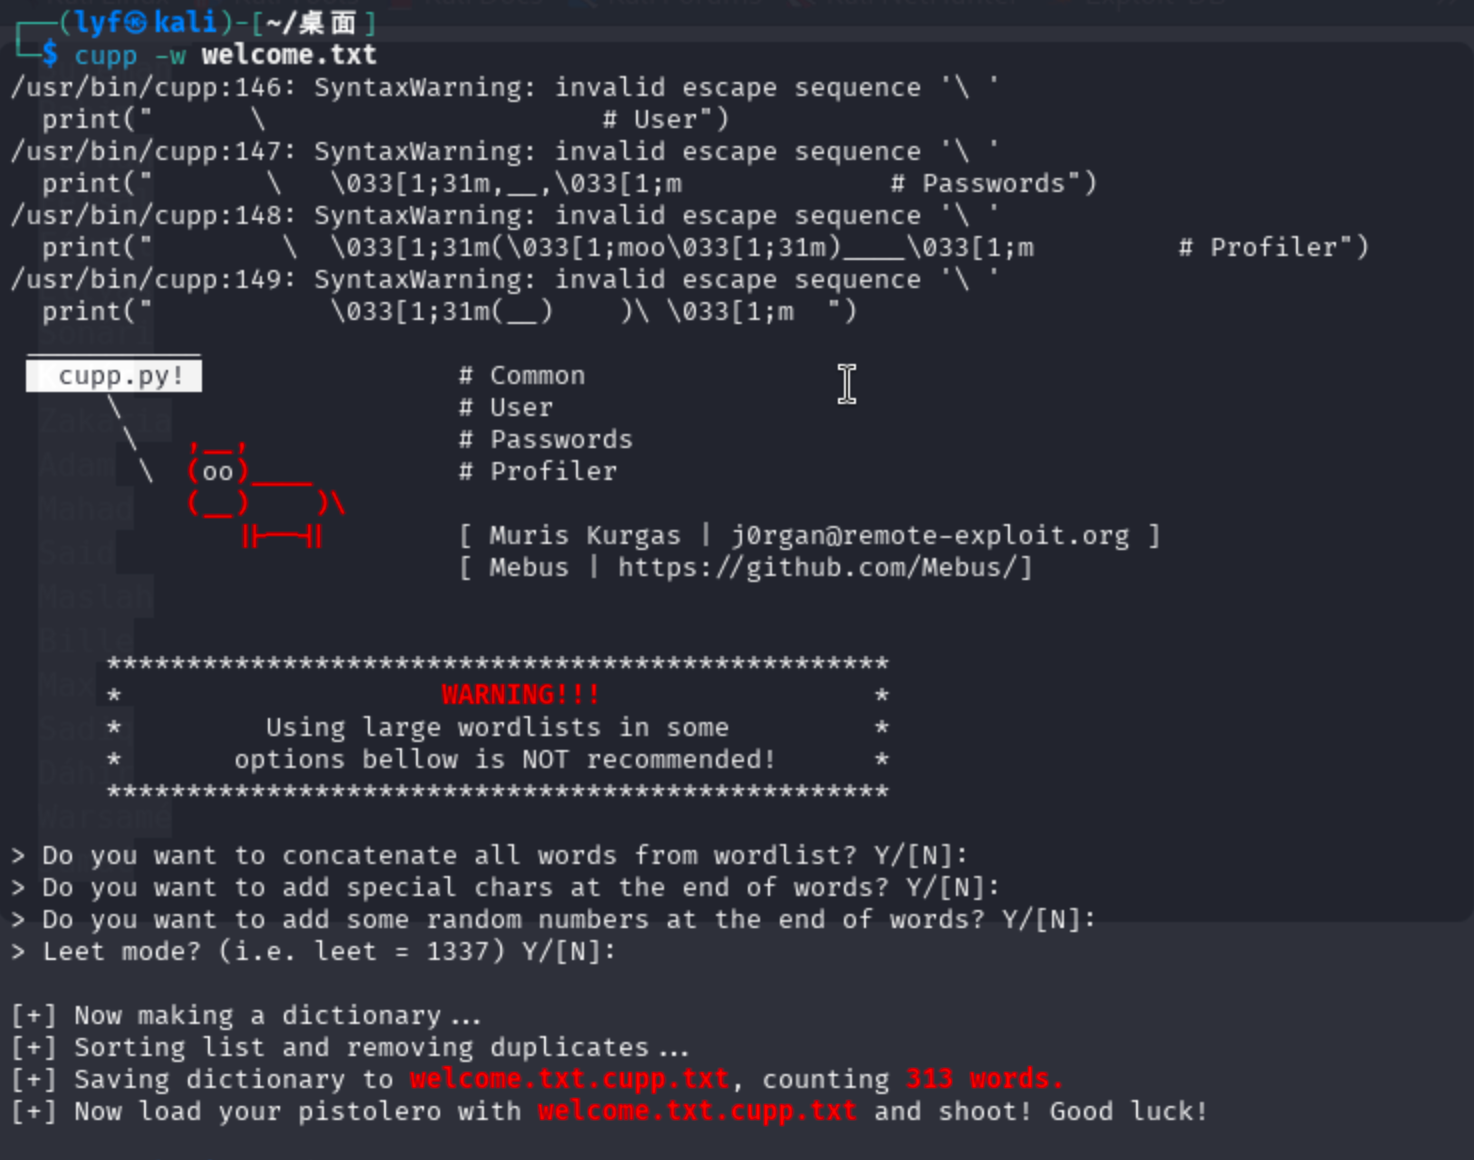 ┌──(lyf㉿kali)-[~/桌面]
└─$ cupp -w welcome.txt
/usr/bin/cupp:146: SyntaxWarning: invalid escape sequence '\ '
  print("      \                     # User")
/usr/bin/cupp:147: SyntaxWarning: invalid escape sequence '\ '
  print("       \   \033[1;31m,__,\033[1;m             # Passwords")
/usr/bin/cupp:148: SyntaxWarning: invalid escape sequence '\ '
  print("        \  \033[1;31m(\033[1;moo\033[1;31m)____\033[1;m         # Profiler")
/usr/bin/cupp:149: SyntaxWarning: invalid escape sequence '\ '
  print("           \033[1;31m(__)    )\ \033[1;m  ")
 ___________
   cupp.py!                 # Common
      \                     # User
       \   ,__,             # Passwords
        \  (oo)____         # Profiler
           (__)    )\
              ||--||        [ Muris Kurgas | j0rgan@remote-exploit.org ]
                            [ Mebus | https://github.com/Mebus/]
      *************************************************
      *                    WARNING!!!                 *
      *         Using large wordlists in some         *
      *       options bellow is NOT recommended!      *
      *************************************************
> Do you want to concatenate all words from wordlist? Y/[N]:
> Do you want to add special chars at the end of words? Y/[N]:
> Do you want to add some random numbers at the end of words? Y/[N]:
> Leet mode? (i.e. leet = 1337) Y/[N]:
[+] Now making a dictionary...
[+] Sorting list and removing duplicates...
[+] Saving dictionary to welcome.txt.cupp.txt, counting 313 words.
[+] Now load your pistolero with welcome.txt.cupp.txt and shoot! Good luck!